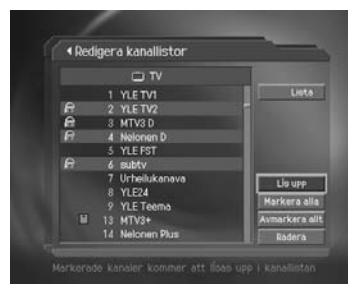 Redigera kanallistor
TV
Lista
1 YLE TV1
2 YLE TV2
3 MTV3 D
4 Nelonen D
5 YLE FST
6 subtv
7 Urheilukanava
8 YLE24
9 YLE Teema
13 MTV3+
14 Nelonen Plus
Lås upp
Markera alla
Avmarkera allt
Radera
Markerade kanaler kommer att låsas upp i kanallistan